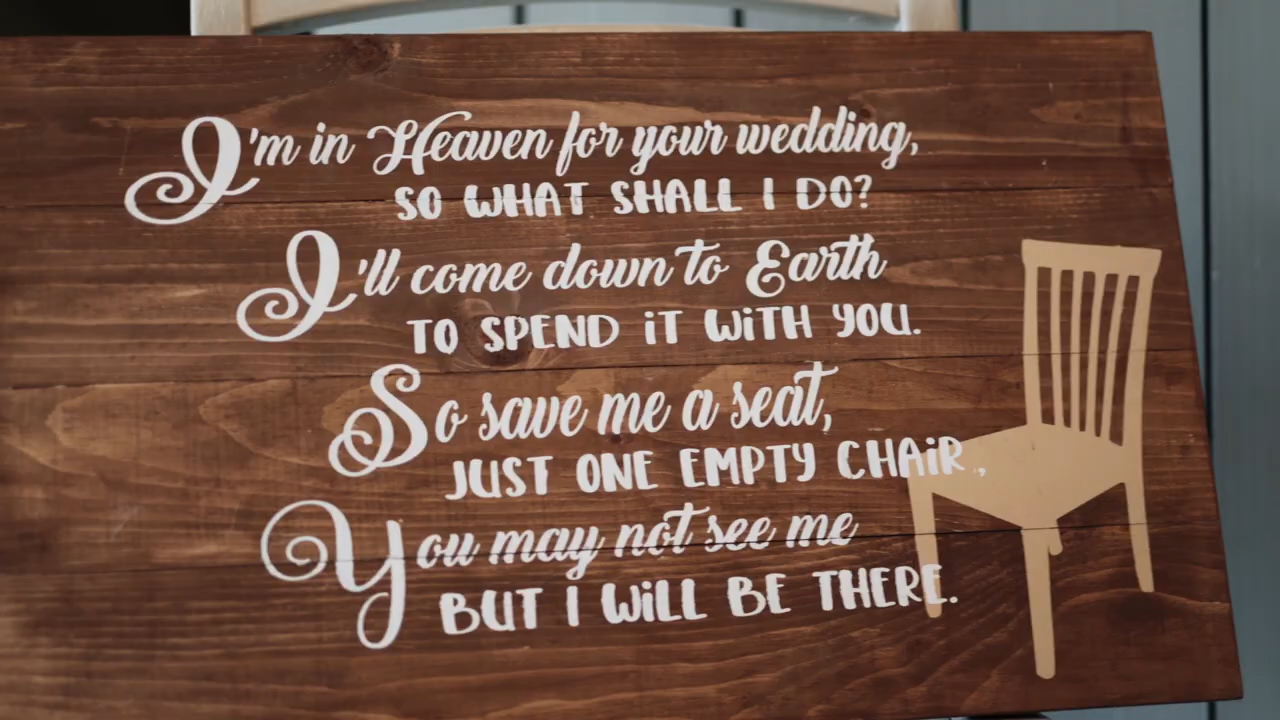 I'm in Heaven for your wedding,
SO WHAT SHALL I DO?
I'll come down to Earth
TO SPEND iT WiTH YOU.
So save me a seat,
JUST ONE EMPTY CHAiR,
You may not see me
BUT I WiLL BE THERE.